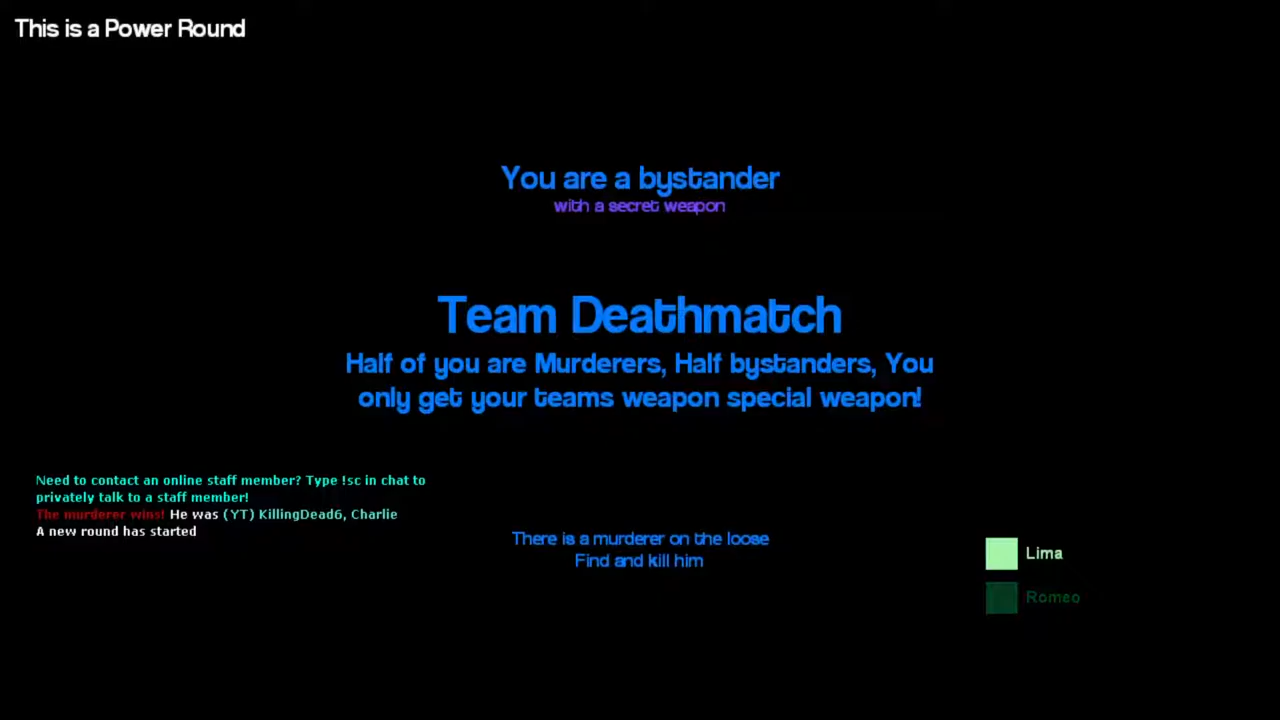 This is a Power Round
You are a bystander
with a secret weapon
Team Deathmatch
Half of you are Murderers, Half bystanders, You
only get your teams weapon special weapon!
Need to contact an online staff member? Type !sc in chat to
privately talk to a staff member!
The murderer wins! He was (YT) KillingDead6, Charlie
A new round has started
There is a murderer on the loose
Find and kill him
Lima
Romeo